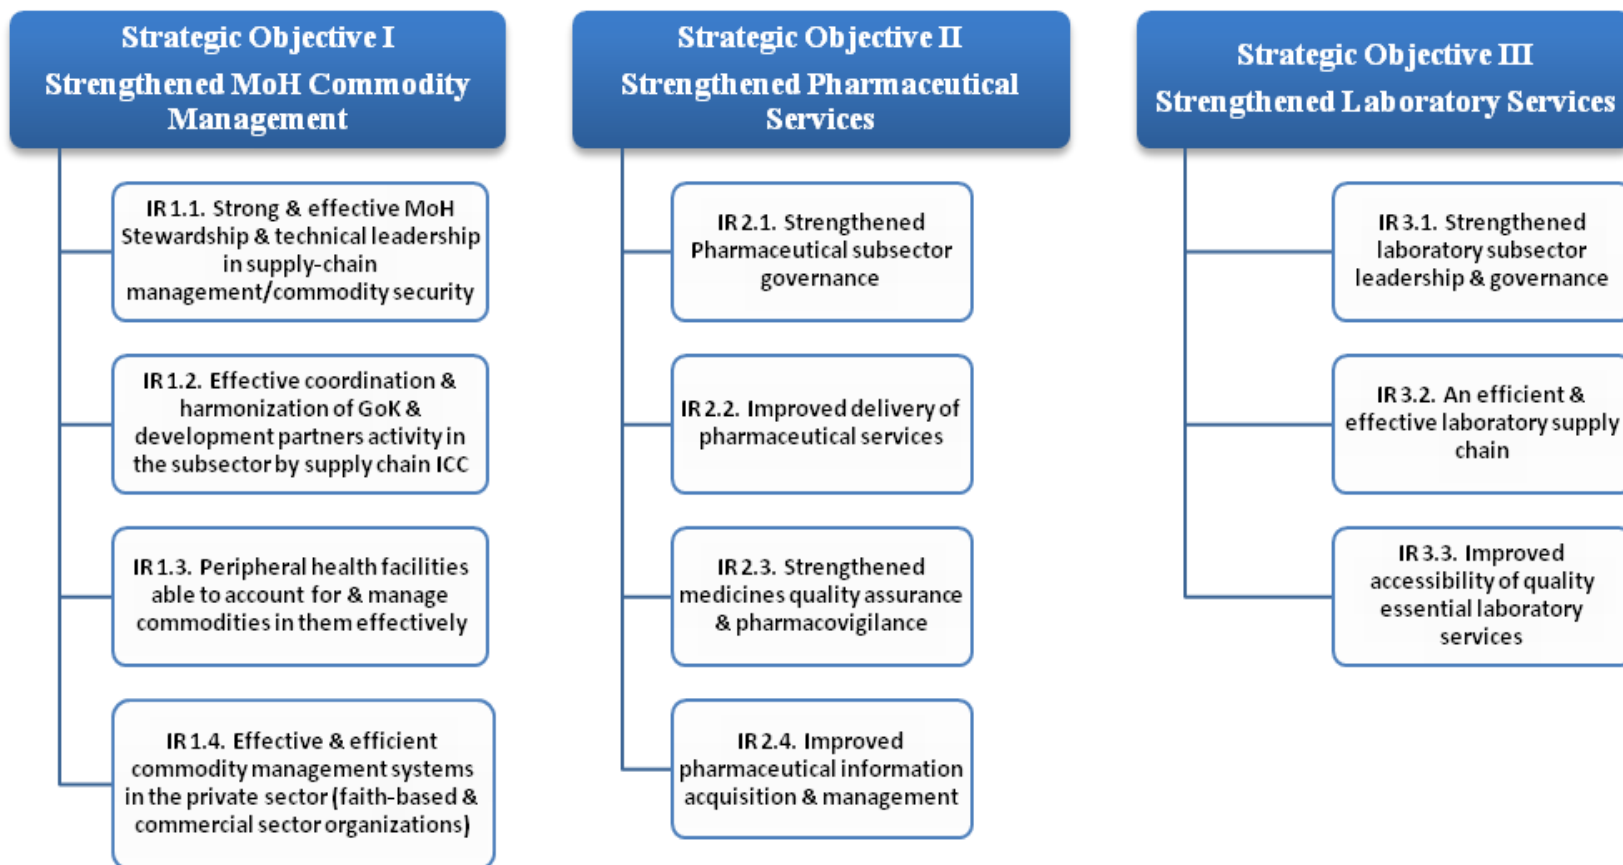 Strategic Objective I
Strengthened MoH Commodity
Management
IR 1.1. Strong & effective MoH
Stewardship & technical leadership
in supply-chain
management/commodity security
IR 1.2. Effective coordination &
harmonization of GoK &
development partners activity in
the subsector by supply chain ICC
IR 1.3. Peripheral health facilities
able to account for & manage
commodities in them effectively
IR 1.4. Effective & efficient
commodity management systems
in the private sector (faith-based &
commercial sector organizations)
Strategic Objective II
Strengthened Pharmaceutical
Services
IR 2.1. Strengthened
Pharmaceutical subsector
governance
IR 2.2. Improved delivery of
pharmaceutical services
IR 2.3. Strengthened
medicines quality assurance
& pharmacovigilance
IR 2.4. Improved
pharmaceutical information
acquisition & management
Strategic Objective III
Strengthened Laboratory Services
IR 3.1. Strengthened
laboratory subsector
leadership & governance
IR 3.2. An efficient &
effective laboratory supply
chain
IR 3.3. Improved
accessibility of quality
essential laboratory
services